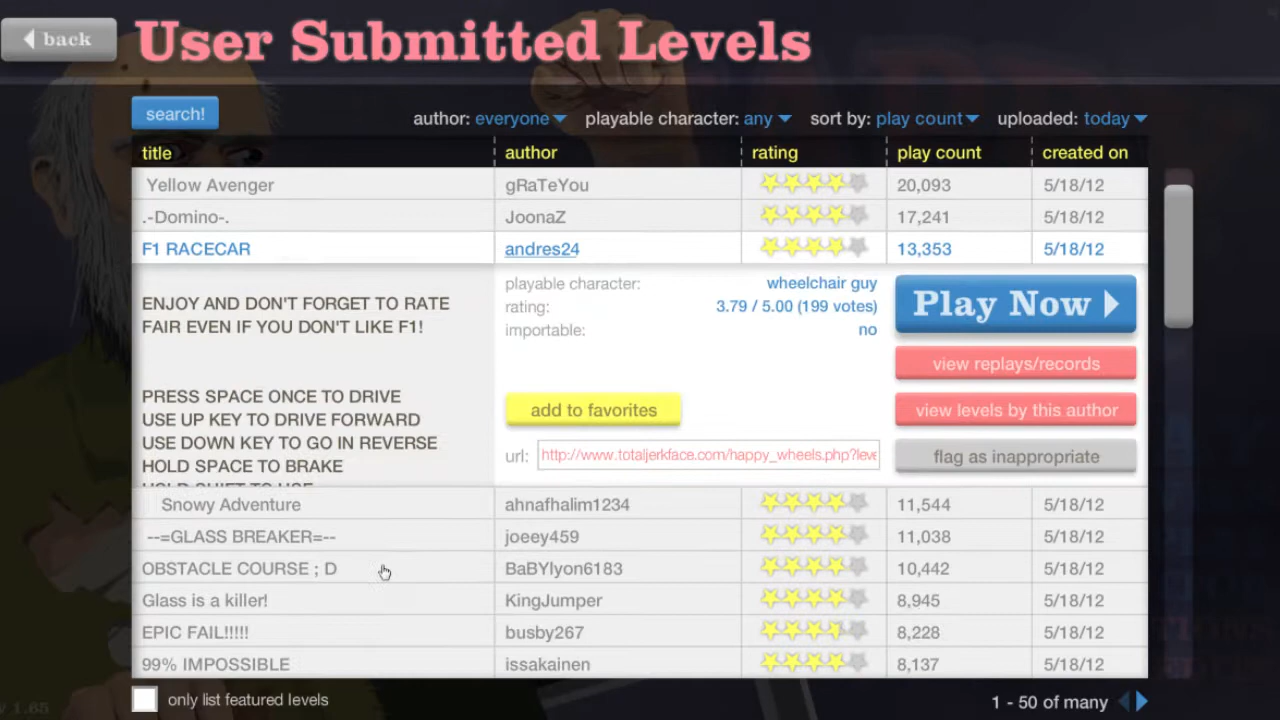 back
User Submitted Levels
search!
author: everyone playable character: any sort by: play count uploaded: today
title author rating play count created on
Yellow Avenger gRaTeYou 20,093 5/18/12
.-Domino-. JoonaZ 17,241 5/18/12
F1 RACECAR andres24 13,353 5/18/12
ENJOY AND DON'T FORGET TO RATE
FAIR EVEN IF YOU DON'T LIKE F1!
PRESS SPACE ONCE TO DRIVE
USE UP KEY TO DRIVE FORWARD
USE DOWN KEY TO GO IN REVERSE
HOLD SPACE TO BRAKE
HOLD SHIFT TO USE
playable character: wheelchair guy
rating: 3.79 / 5.00 (199 votes)
importable: no
add to favorites
url: http://www.totaljerkface.com/happy_wheels.php?leve
Play Now
view replays/records
view levels by this author
flag as inappropriate
Snowy Adventure ahnafhalim1234 11,544 5/18/12
--=GLASS BREAKER=-- joeey459 11,038 5/18/12
OBSTACLE COURSE ; D BaBYlyon6183 10,442 5/18/12
Glass is a killer! KingJumper 8,945 5/18/12
EPIC FAIL!!!!! busby267 8,228 5/18/12
99% IMPOSSIBLE issakainen 8,137 5/18/12
only list featured levels
1 - 50 of many
v 1.65